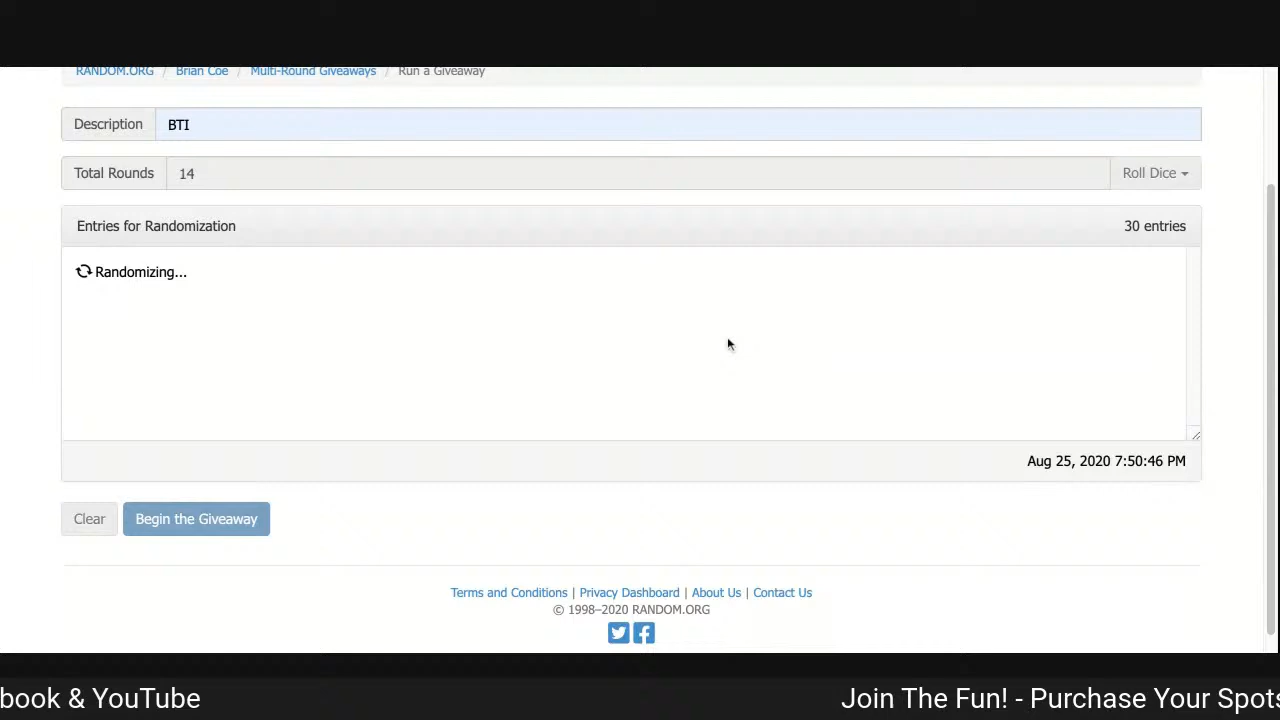 RANDOM.ORG / Brian Coe / Multi-Round Giveaways / Run a Giveaway
Description BTI
Total Rounds 14 Roll Dice
Entries for Randomization 30 entries
Randomizing...
Aug 25, 2020 7:50:46 PM
Clear Begin the Giveaway
Terms and Conditions | Privacy Dashboard | About Us | Contact Us
© 1998–2020 RANDOM.ORG
book & YouTube Join The Fun! - Purchase Your Spots